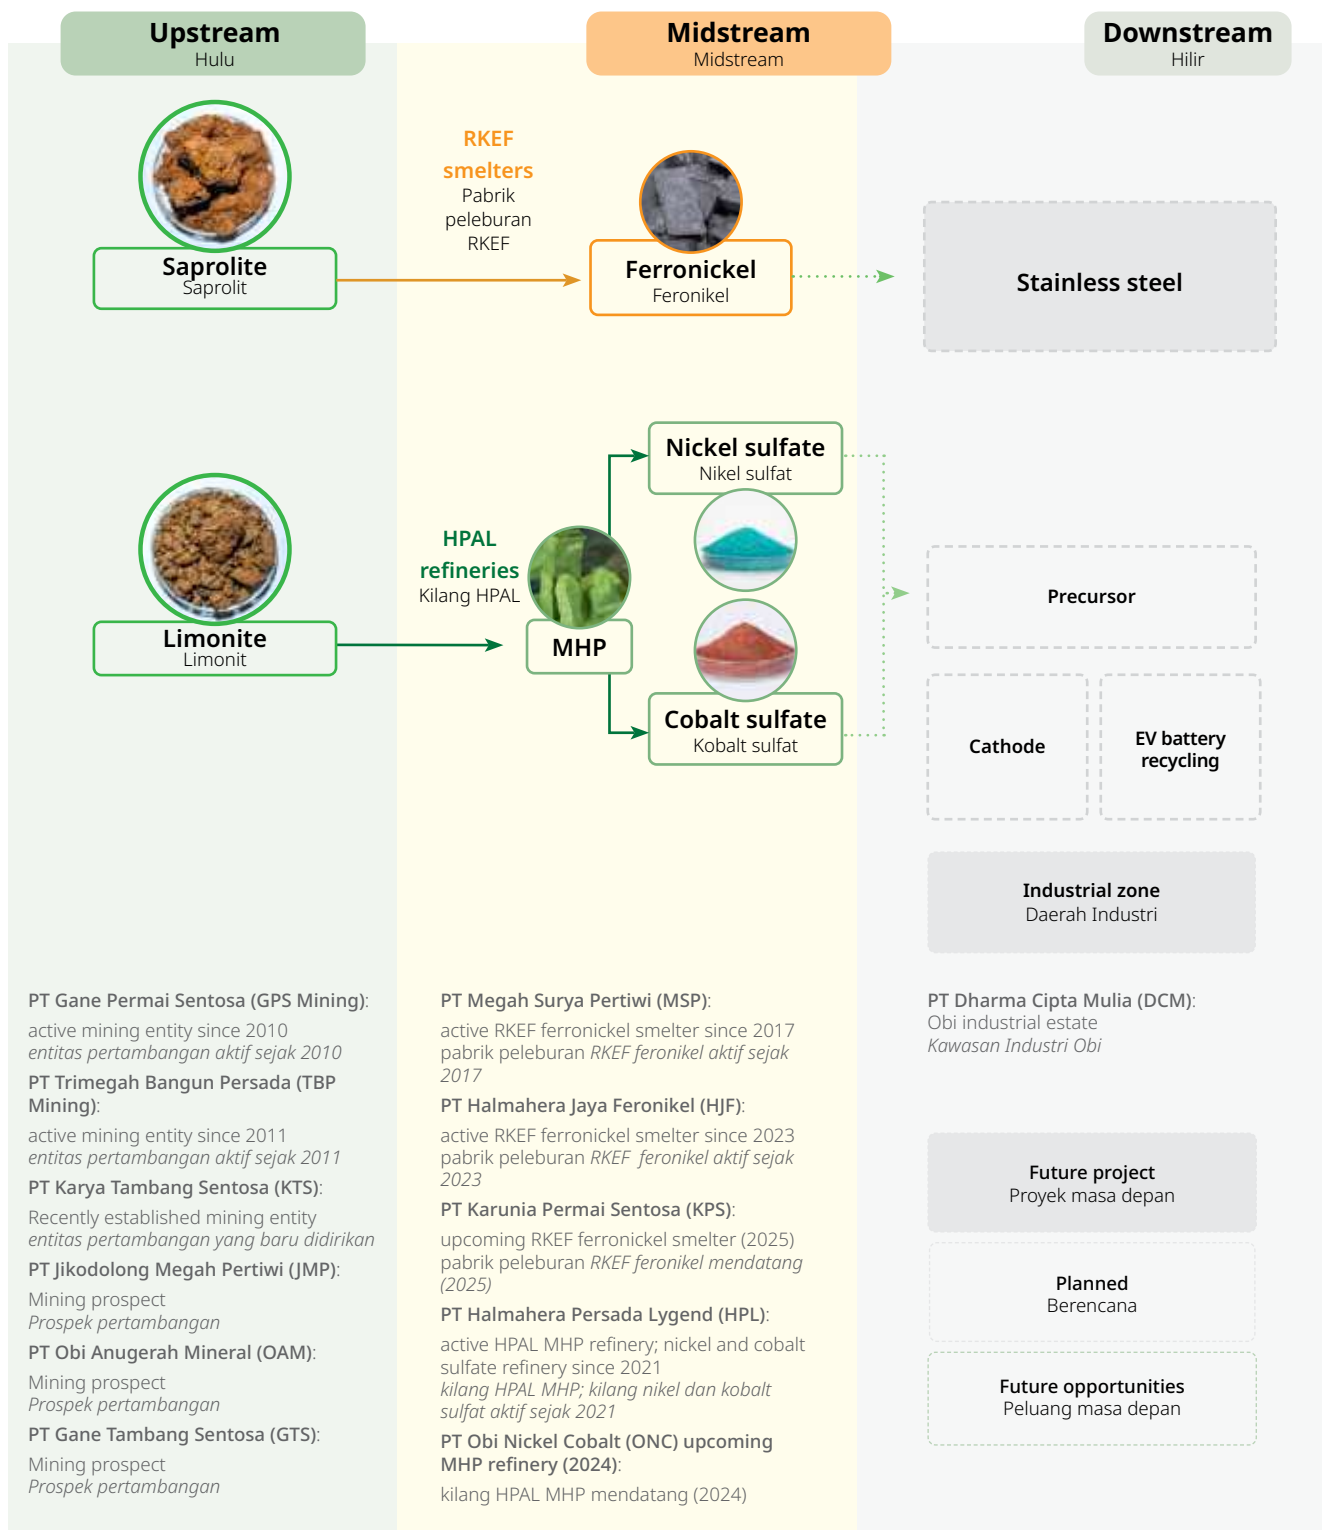 Upstream
Hulu
Midstream
Midstream
Downstream
Hilir
RKEF
smelters
Pabrik
peleburan
RKEF
Saprolite
Saprolit
Ferronickel
Feronikel
Stainless steel
Nickel sulfate
Nikel sulfat
HPAL
refineries
Kilang HPAL
Limonite
Limonit
MHP
Cobalt sulfate
Kobalt sulfat
Precursor
Cathode
EV battery
recycling
Industrial zone
Daerah Industri
PT Gane Permai Sentosa (GPS Mining):
active mining entity since 2010
entitas pertambangan aktif sejak 2010
PT Trimegah Bangun Persada (TBP
Mining):
active mining entity since 2011
entitas pertambangan aktif sejak 2011
PT Karya Tambang Sentosa (KTS):
Recently established mining entity
entitas pertambangan yang baru didirikan
PT Jikodolong Megah Pertiwi (JMP):
Mining prospect
Prospek pertambangan
PT Obi Anugerah Mineral (OAM):
Mining prospect
Prospek pertambangan
PT Gane Tambang Sentosa (GTS):
Mining prospect
Prospek pertambangan
PT Megah Surya Pertiwi (MSP):
active RKEF ferronickel smelter since 2017
pabrik peleburan RKEF feronikel aktif sejak
2017
PT Halmahera Jaya Feronikel (HJF):
active RKEF ferronickel smelter since 2023
pabrik peleburan RKEF feronikel aktif sejak
2023
PT Karunia Permai Sentosa (KPS):
upcoming RKEF ferronickel smelter (2025)
pabrik peleburan RKEF feronikel mendatang
(2025)
PT Halmahera Persada Lygend (HPL):
active HPAL MHP refinery; nickel and cobalt
sulfate refinery since 2021
kilang HPAL MHP; kilang nikel dan kobalt
sulfat aktif sejak 2021
PT Obi Nickel Cobalt (ONC) upcoming
MHP refinery (2024):
kilang HPAL MHP mendatang (2024)
PT Dharma Cipta Mulia (DCM):
Obi industrial estate
Kawasan Industri Obi
Future project
Proyek masa depan
Planned
Berencana
Future opportunities
Peluang masa depan